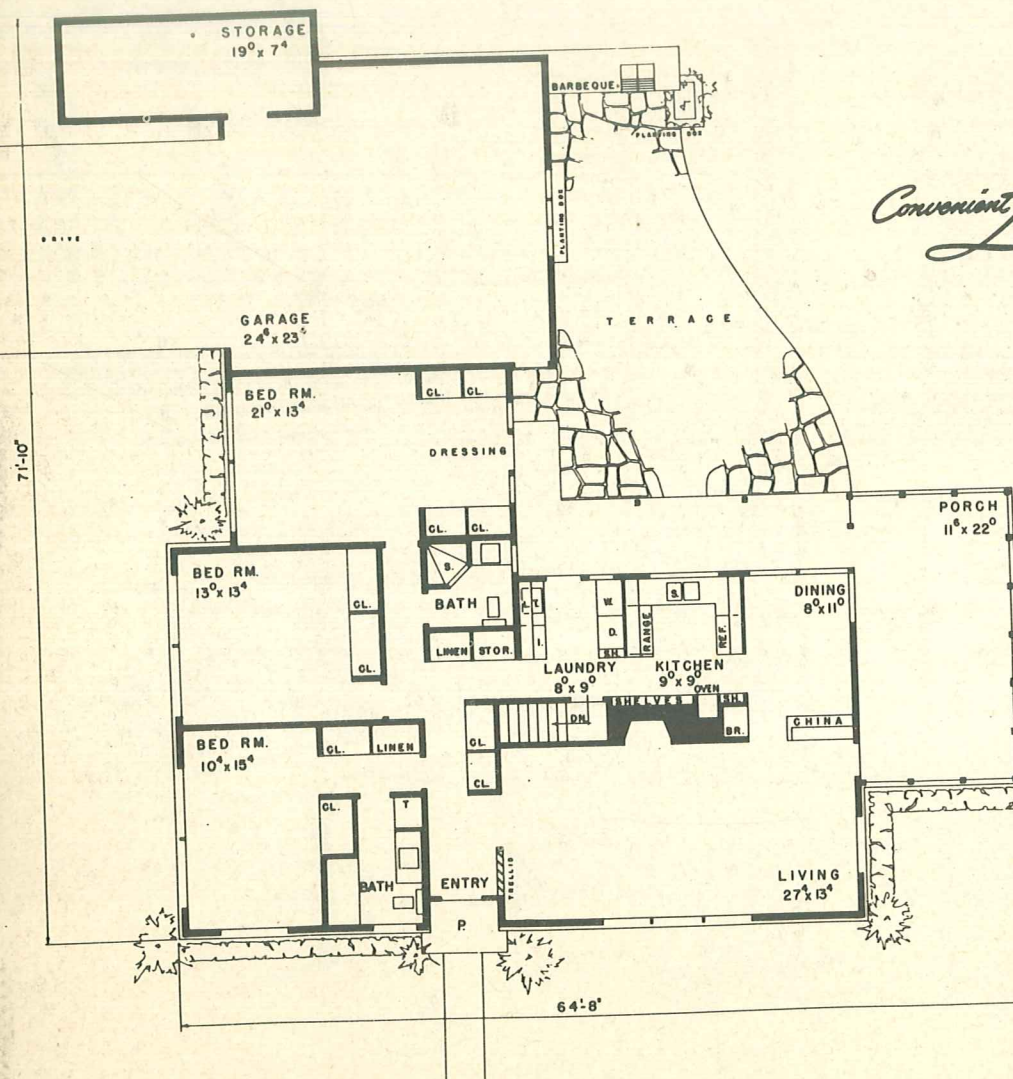 STORAGE
19⁰ x 7⁴
BARBEQUE
PLANTING BOX
PLANTING BOX
Convenient
DRIVE
TERRACE
GARAGE
24⁶ x 23⁴
BED RM.
21⁰ x 13⁴
CL.
CL.
DRESSING
71'-10"
CL.
CL.
PORCH
11⁶ x 22⁰
BED RM.
13⁰ x 13⁴
S.
BATH
CL.
CL.
LINEN
STOR.
L.T.
I.
W.
D.
SH.
S.
RANGE
REF.
DINING
8⁰ x 11⁰
LAUNDRY
8⁰ x 9⁰
KITCHEN
9⁰ x 9⁰
OVEN
SHELVES
SH.
BR.
DN.
CHINA
BED RM.
10⁴ x 15⁴
CL.
LINEN
CL.
CL.
CL.
T
BATH
ENTRY
TRELLIS
LIVING
27⁴ x 13⁴
P.
64'-8"